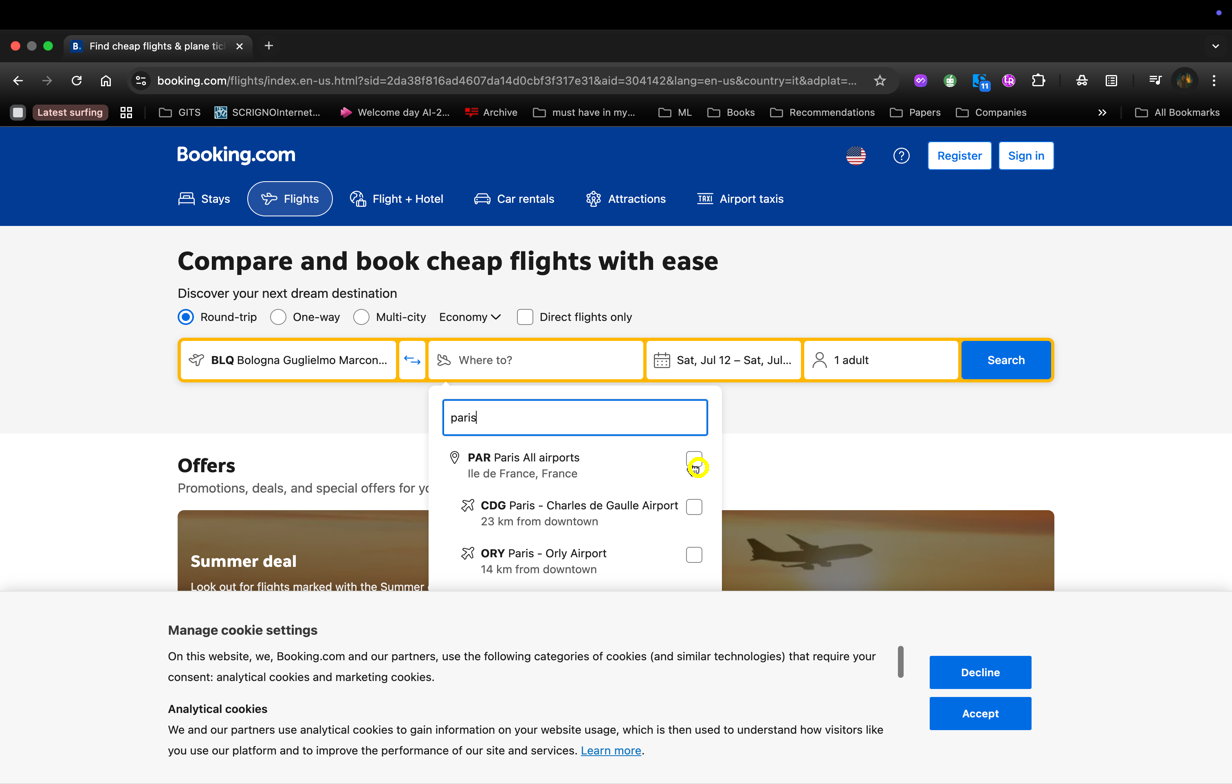 Find cheap flights & plane tic
booking.com/flights/index.en-us.html?sid=2da38f816ad4607da14d0cbf3f317e31&aid=304142&lang=en-us&country=it&adplat=...
11
Latest surfing
GITS
SCRIGNOInternet...
Welcome day AI-2...
Archive
must have in my...
ML
Books
Recommendations
Papers
Companies
All Bookmarks
Booking.com
Register
Sign in
Stays
Flights
Flight + Hotel
Car rentals
Attractions
TAXI
Airport taxis
Compare and book cheap flights with ease
Discover your next dream destination
Round-trip
One-way
Multi-city
Economy
Direct flights only
BLQ Bologna Guglielmo Marcon...
Where to?
Sat, Jul 12 – Sat, Jul...
1 adult
Search
paris
PAR Paris All airports
Ile de France, France
CDG Paris - Charles de Gaulle Airport
23 km from downtown
ORY Paris - Orly Airport
14 km from downtown
Offers
Promotions, deals, and special offers for yo
Summer deal
Look out for flights marked with the Summer
Manage cookie settings
On this website, we, Booking.com and our partners, use the following categories of cookies (and similar technologies) that require your
consent: analytical cookies and marketing cookies.
Analytical cookies
We and our partners use analytical cookies to gain information on your website usage, which is then used to understand how visitors like
you use our platform and to improve the performance of our site and services. Learn more.
Decline
Accept